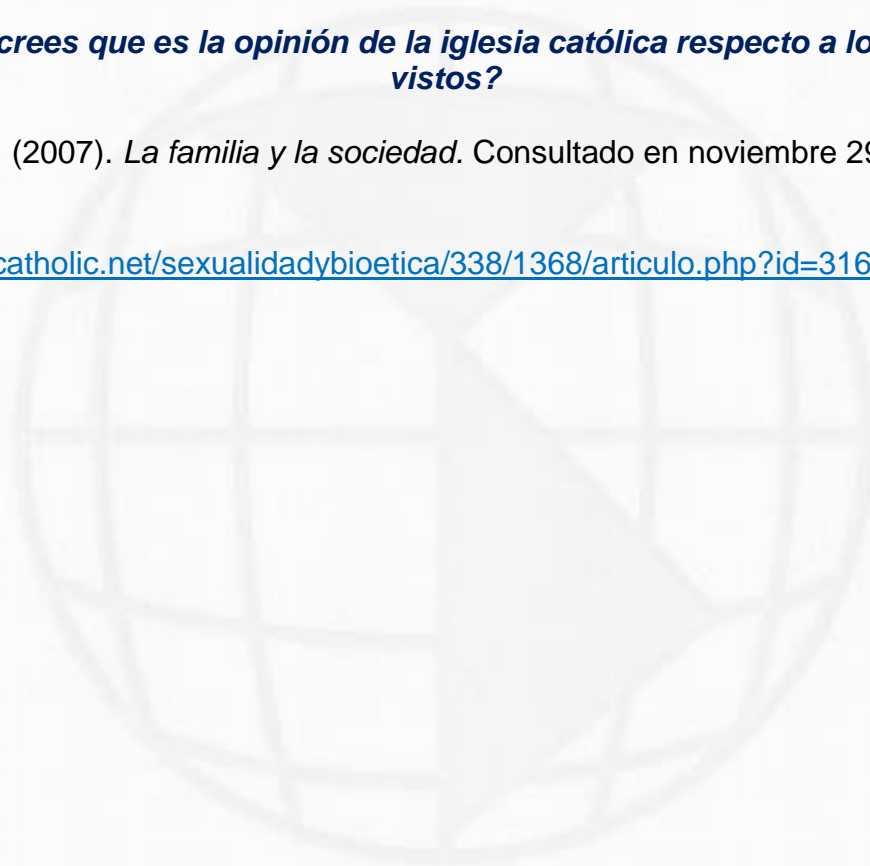 crees que es la opinión de la iglesia católica respecto a lo
vistos?
(2007). La familia y la sociedad. Consultado en noviembre 29
catholic.net/sexualidadybioetica/338/1368/articulo.php?id=316